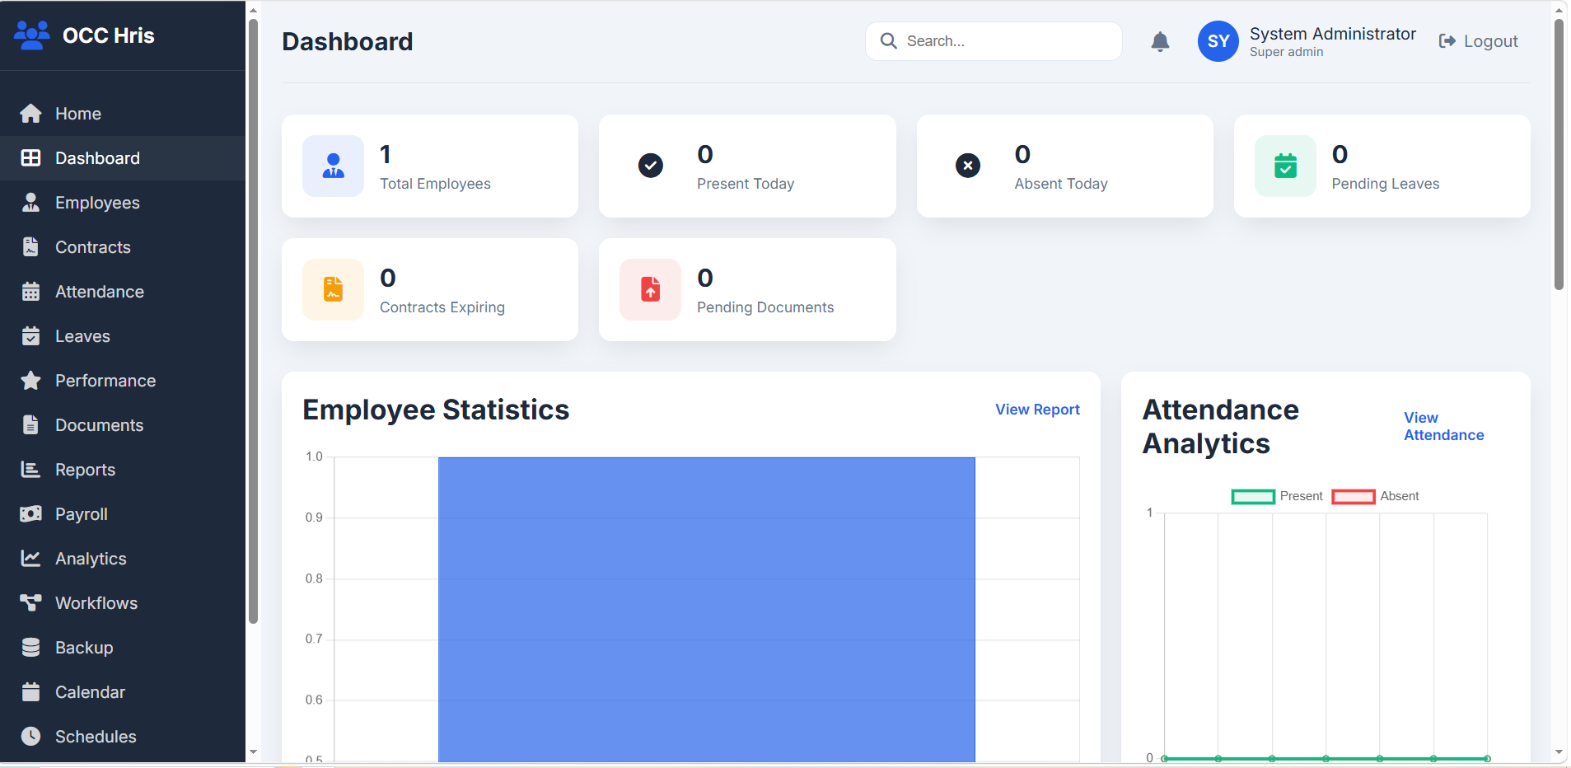 OCC Hris
Home
Dashboard
Employees
Contracts
Attendance
Leaves
Performance
Documents
Reports
Payroll
Analytics
Workflows
Backup
Calendar
Schedules
Dashboard
Search...
SY
System Administrator
Super admin
Logout
1
Total Employees
0
Present Today
0
Absent Today
0
Pending Leaves
0
Contracts Expiring
0
Pending Documents
Employee Statistics
View Report
1.0
0.9
0.8
0.7
0.6
0.5
Attendance
Analytics
View
Attendance
Present
Absent
1
0